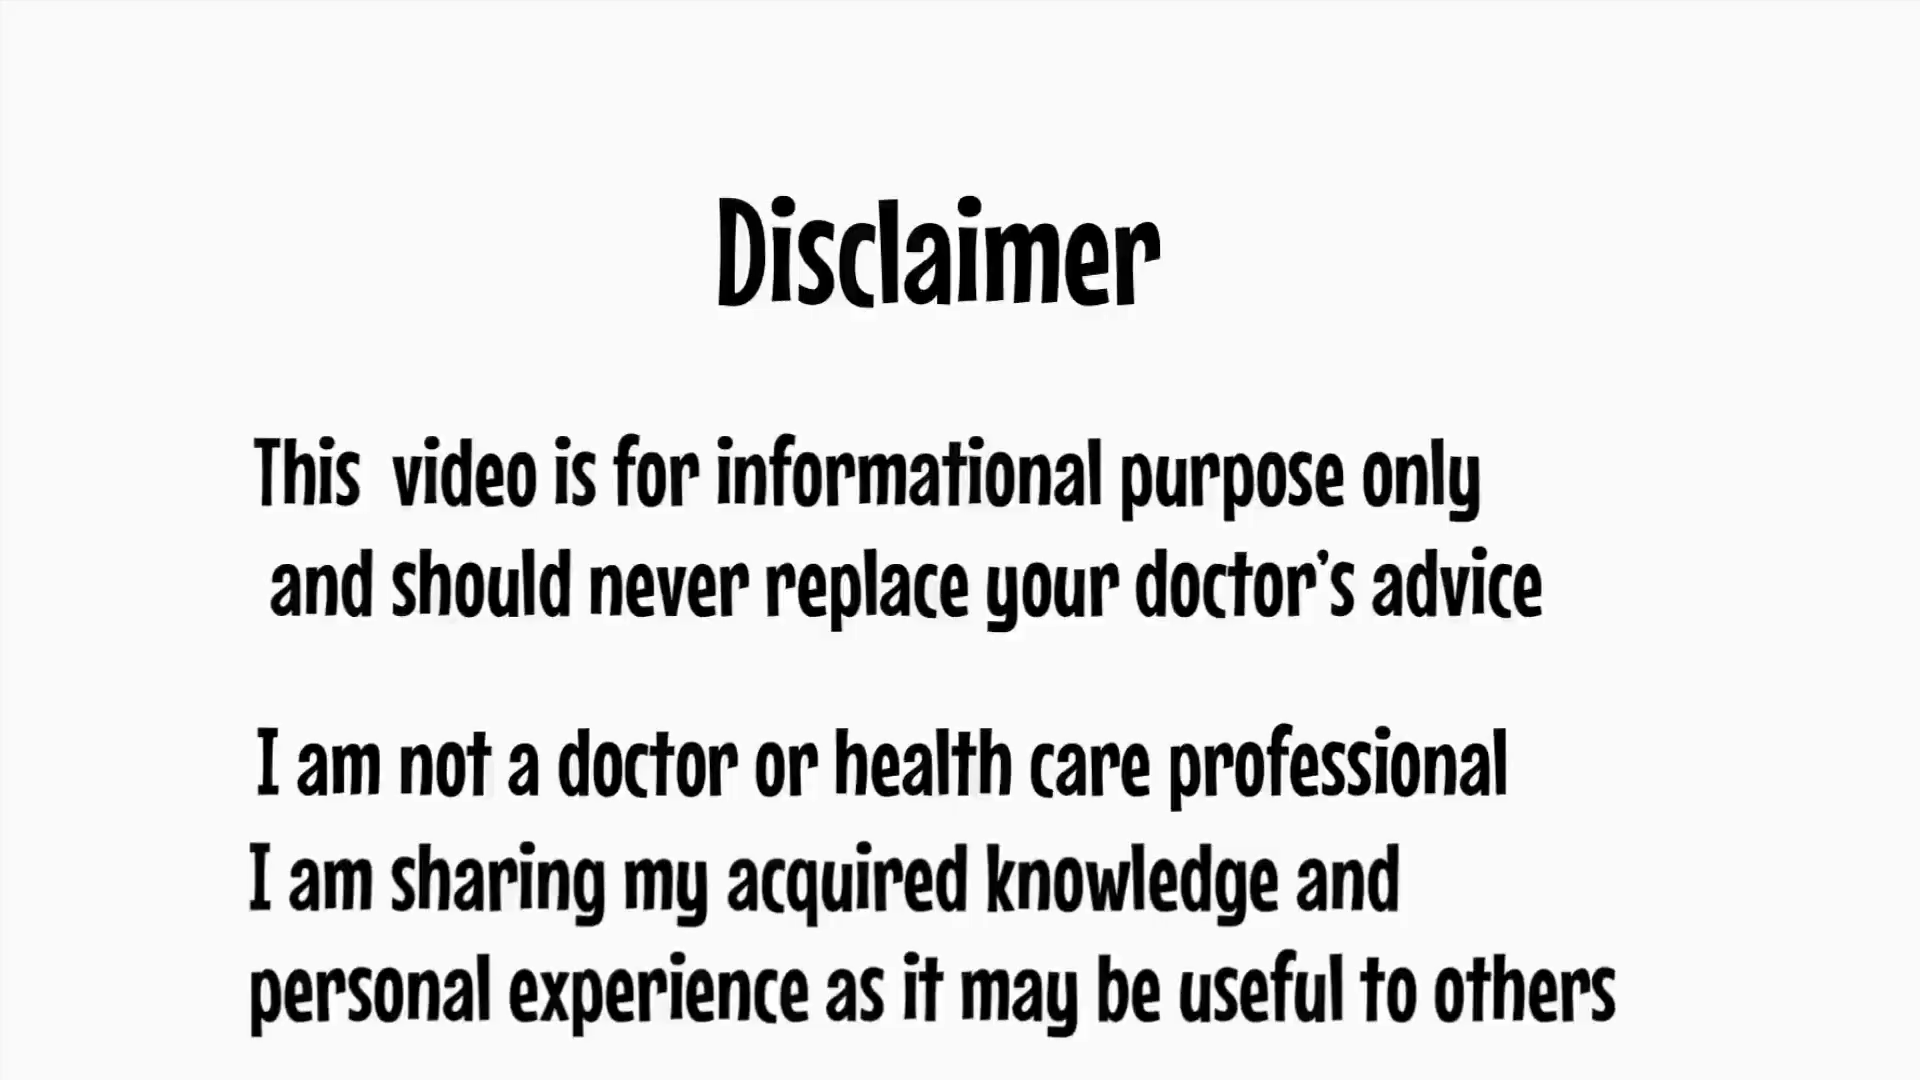 Disclaimer
This video is for informational purpose only
and should never replace your doctor's advice
I am not a doctor or health care professional
I am sharing my acquired knowledge and
personal experience as it may be useful to others